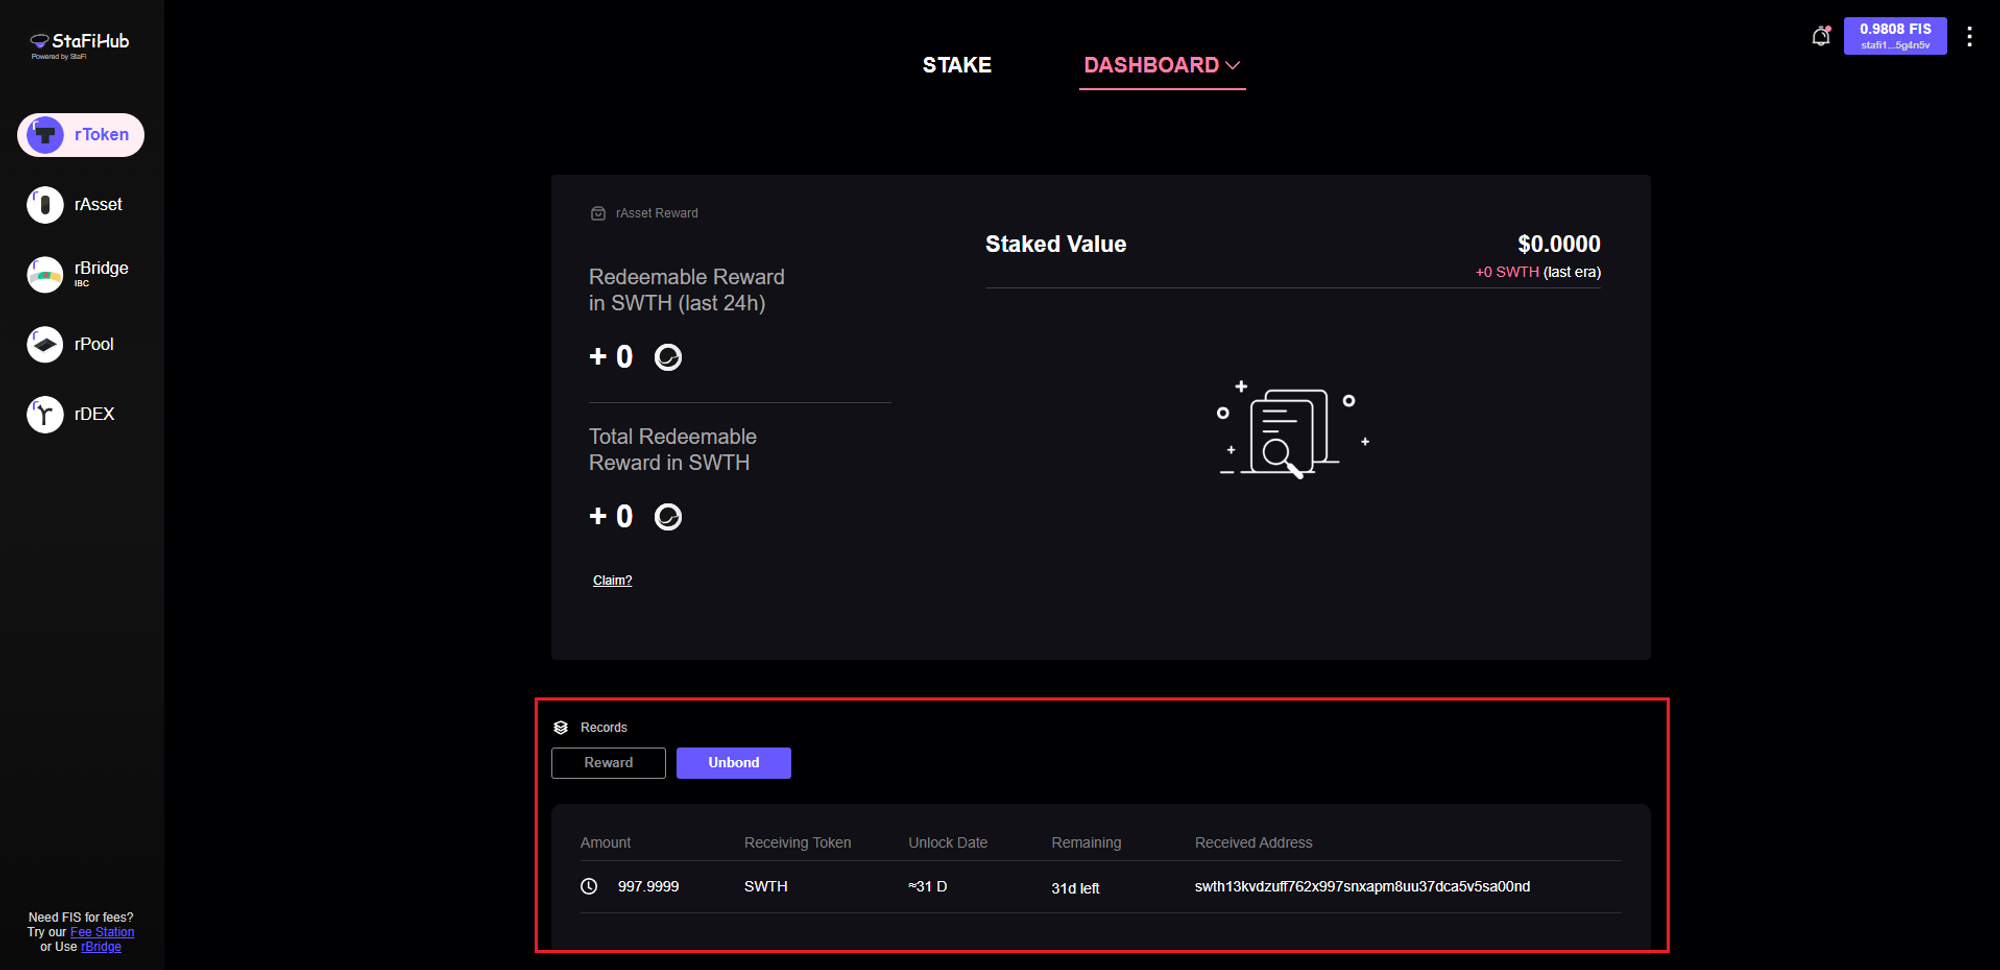 StaFiHub
Powered by StaFi
rToken
rAsset
rBridge
IBC
rPool
rDEX
Need FIS for fees?
Try our Fee Station
or Use rBridge
STAKE
DASHBOARD
0.9808 FIS
stafi1...5g4n5v
rAsset Reward
Redeemable Reward
in SWTH (last 24h)
+ 0
Total Redeemable
Reward in SWTH
+ 0
Claim?
Staked Value
$0.0000
+0 SWTH (last era)
Records
Reward
Unbond
Amount Receiving Token Unlock Date Remaining Received Address
997.9999 SWTH ≈31 D 31d left swth13kvdzuff762x997snxapm8uu37dca5v5sa00nd